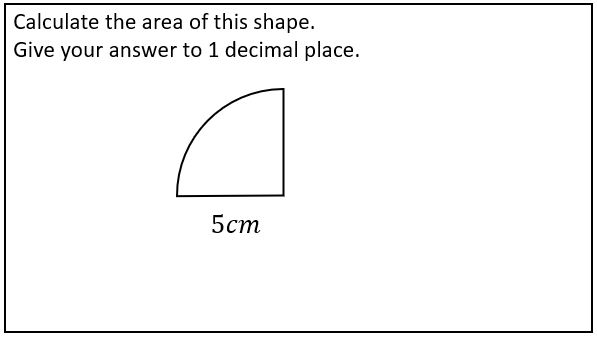 Calculate the area of this shape.
Give your answer to 1 decimal place.
5cm